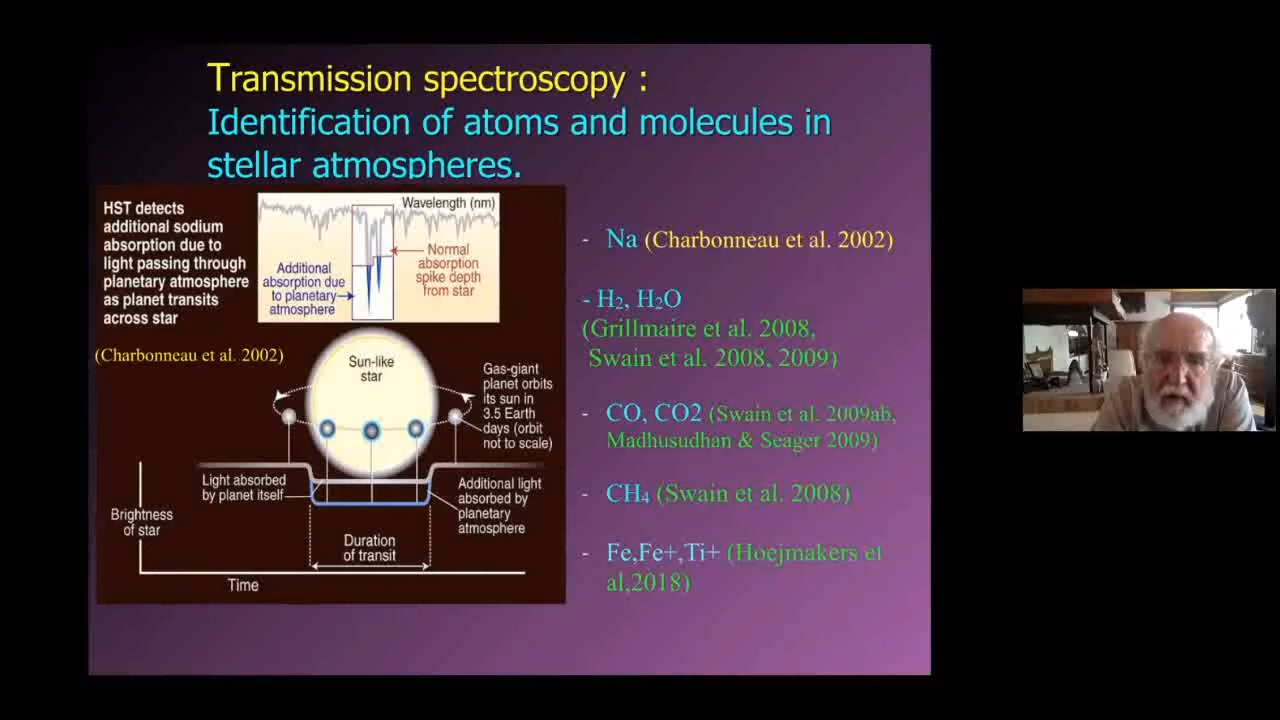 Transmission spectroscopy :
Identification of atoms and molecules in
stellar atmospheres.
HST detects
additional sodium
absorption due to
light passing through
planetary atmosphere
as planet transits
across star
(Charbonneau et al. 2002)
Wavelength (nm)
Additional
absorption due
to planetary
atmosphere
Normal
absorption
spike depth
from star
Sun-like
star
Gas-giant
planet orbits
its sun in
3.5 Earth
days (orbit
not to scale)
Light absorbed
by planet itself
Additional light
absorbed by
planetary
atmosphere
Brightness
of star
Duration
of transit
Time
- Na (Charbonneau et al. 2002)
- H₂, H₂O
(Grillmaire et al. 2008,
Swain et al. 2008, 2009)
- CO, CO2 (Swain et al. 2009ab,
Madhusudhan & Seager 2009)
- CH₄ (Swain et al. 2008)
- Fe,Fe+,Ti+ (Hoejmakers et
al,2018)